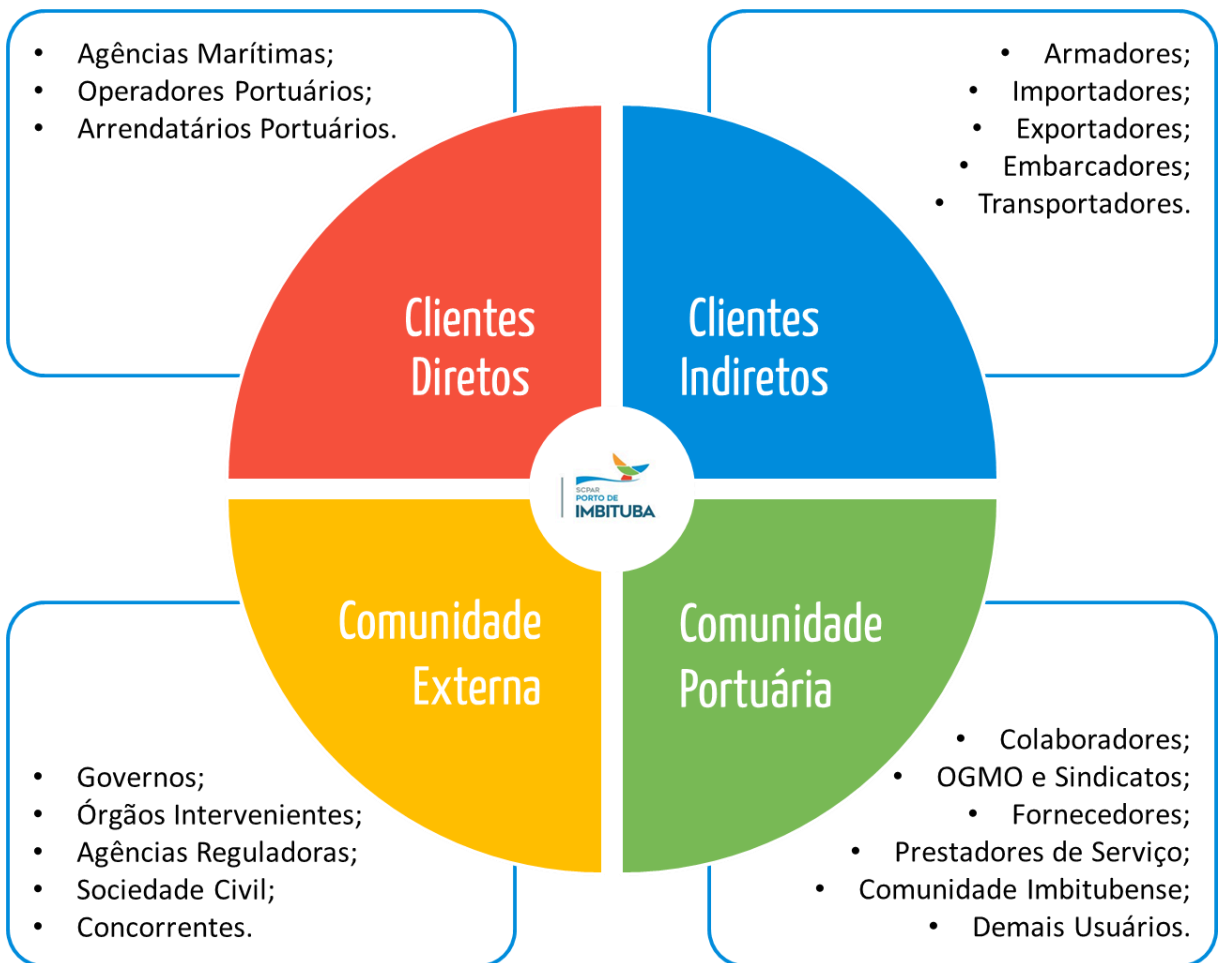 • Agências Marítimas;
• Operadores Portuários;
• Arrendatários Portuários.
• Armadores;
• Importadores;
• Exportadores;
• Embarcadores;
• Transportadores.
Clientes
Diretos
Clientes
Indiretos
SCPAR
PORTO DE
IMBITUBA
Comunidade
Externa
Comunidade
Portuária
• Governos;
• Órgãos Intervenientes;
• Agências Reguladoras;
• Sociedade Civil;
• Concorrentes.
• Colaboradores;
• OGMO e Sindicatos;
• Fornecedores;
• Prestadores de Serviço;
• Comunidade Imbitubense;
• Demais Usuários.